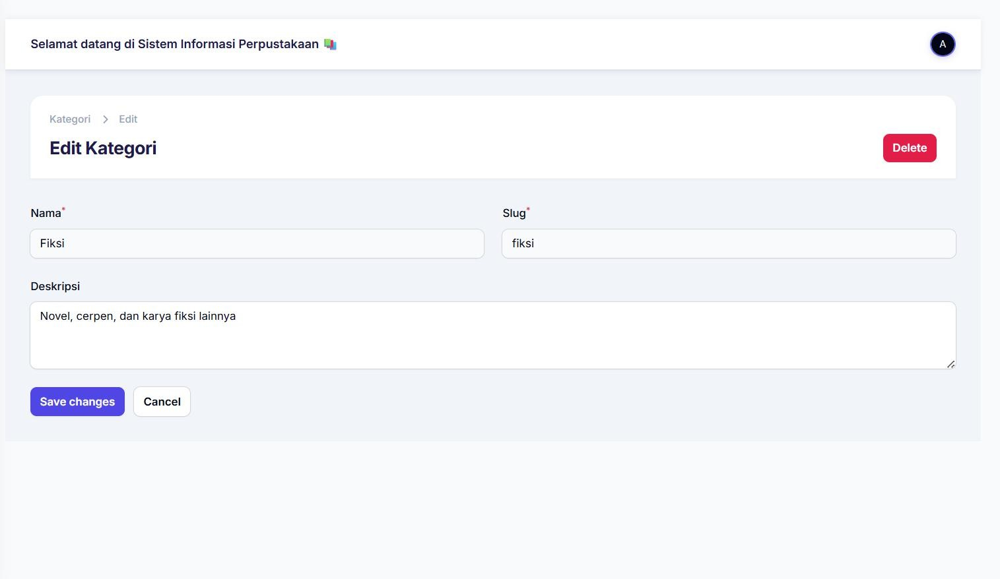 Selamat datang di Sistem Informasi Perpustakaan
A
Kategori > Edit
Edit Kategori
Delete
Nama*
Slug*
Fiksi
fiksi
Deskripsi
Novel, cerpen, dan karya fiksi lainnya
Save changes
Cancel